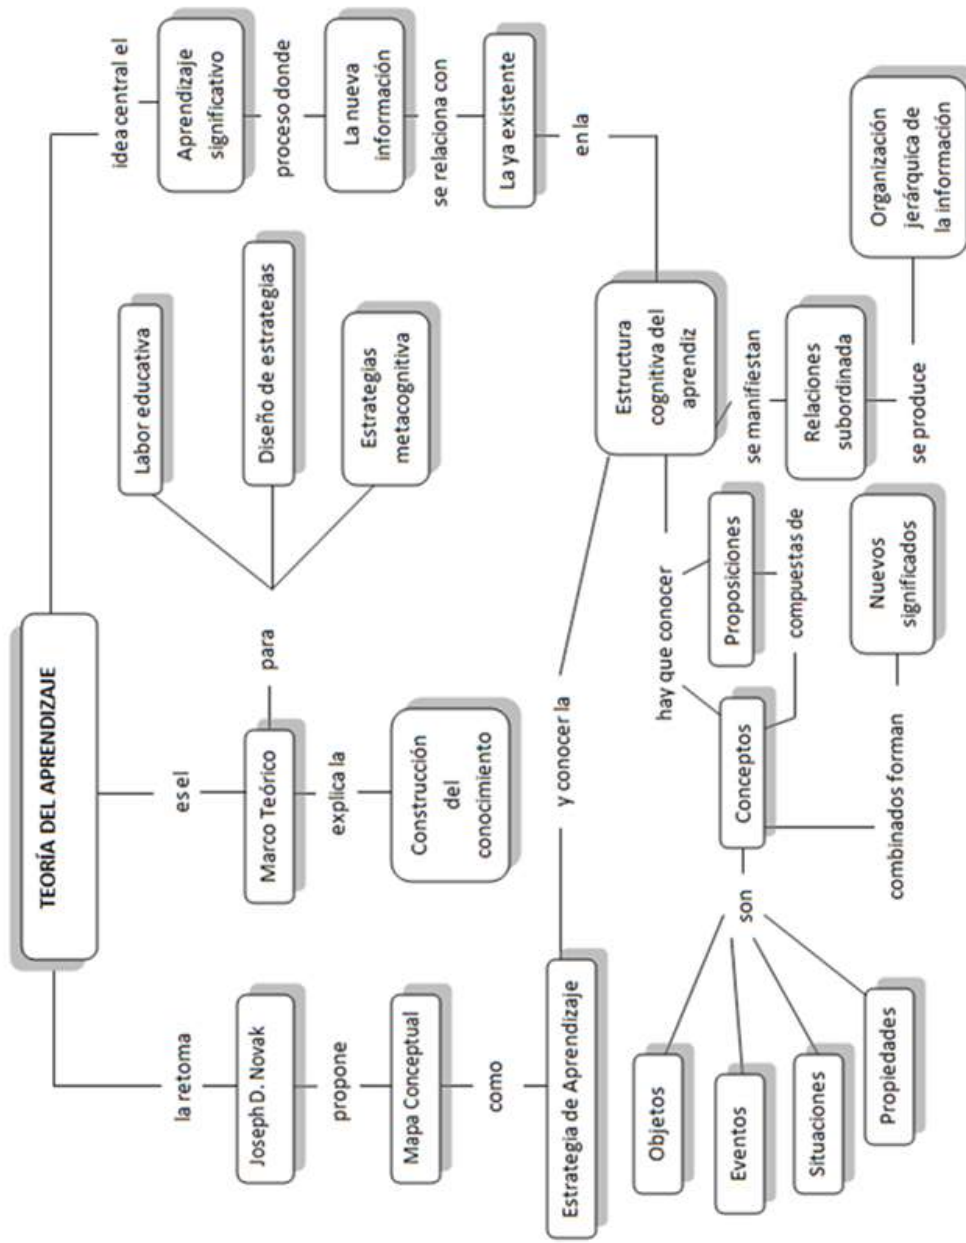 TEORÍA DEL APRENDIZAJE
la retoma
Joseph D. Novak
propone
Mapa Conceptual
como
Estrategia de Aprendizaje
y conocer la
es el
Marco Teórico
explica la
Construcción
del
conocimiento
para
Labor educativa
Diseño de estrategias
Estrategias
metacognitiva
idea central el
Aprendizaje
significativo
proceso donde
La nueva
información
se relaciona con
La ya existente
en la
Estructura
cognitiva del
aprendiz
hay que conocer
Conceptos
Proposiciones
compuestas de
son
Objetos
Eventos
Situaciones
Propiedades
combinados forman
Nuevos
significados
se manifiestan
Relaciones
subordinada
se produce
Organización
jerárquica de
la información